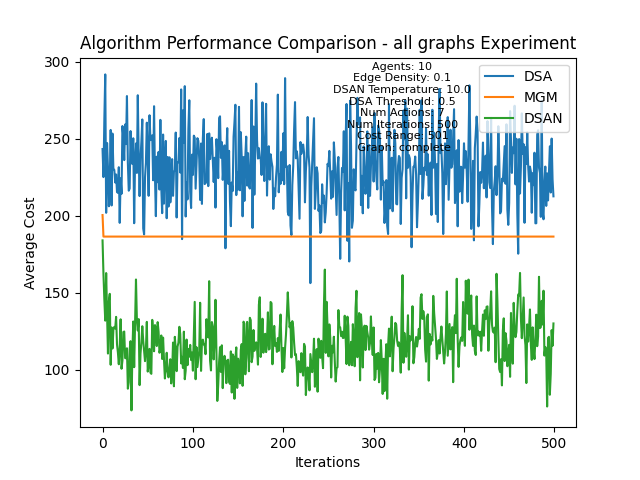 Algorithm Performance Comparison - all graphs Experiment
Agents: 10
Edge Density: 0.1
DSAN Temperature: 10.0
DSA Threshold: 0.5
Num Actions: 7
Num Iterations: 500
Cost Range: 501
Graph: complete
DSA
MGM
DSAN
Average Cost
300
250
200
150
100
0
100
200
300
400
500
Iterations